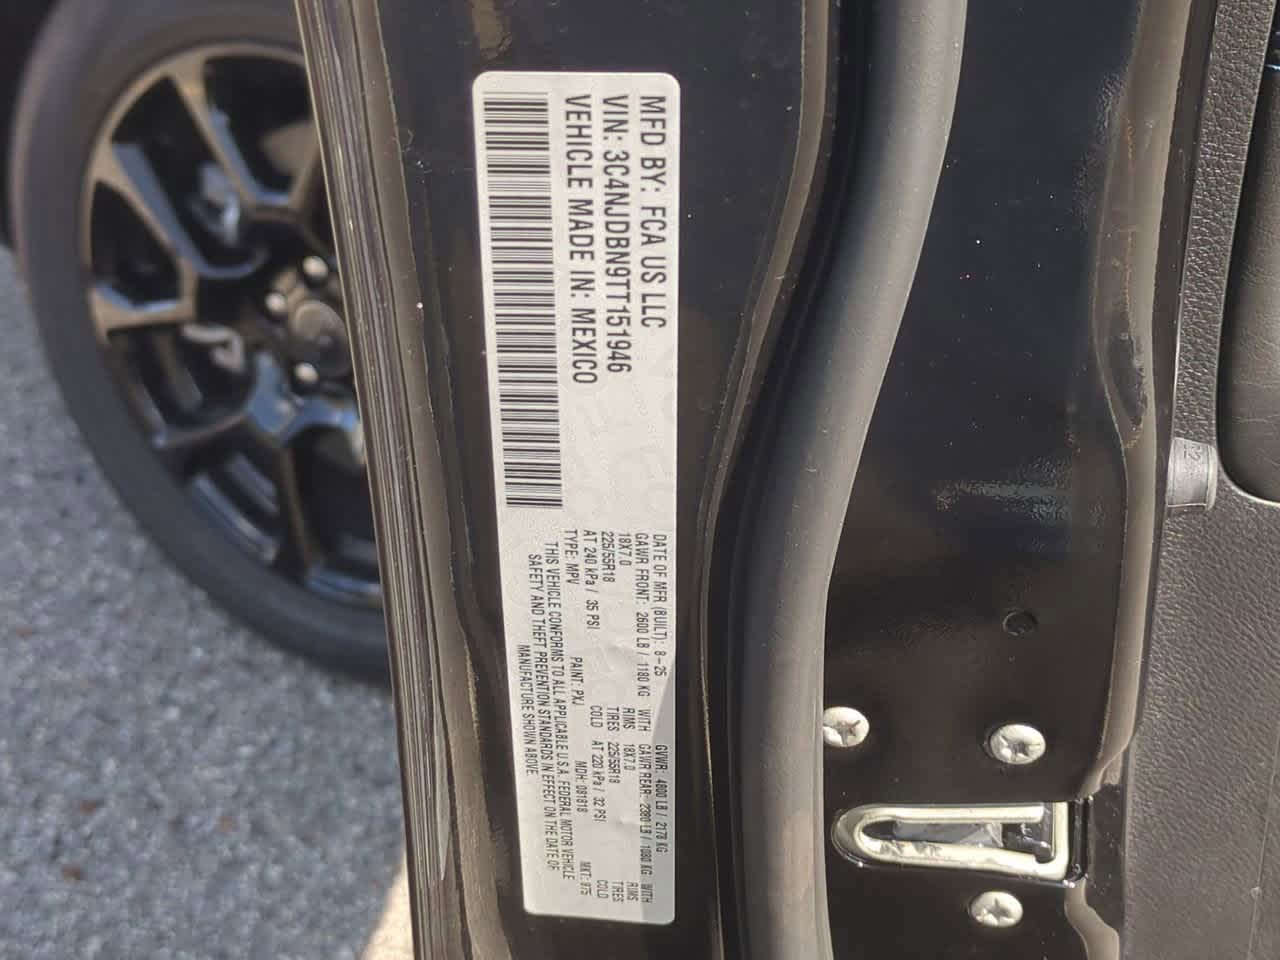 MFD BY: FCA US LLC
VIN: 3C4NJDBN9TT151946
VEHICLE MADE IN: MEXICO
DATE OF MFR (BUILT): 8-25 GVWR: 4800 LB / 2178 KG
GAWR FRONT: 2600 LB / 1180 KG WITH GAWR REAR: 2380 LB / 1080 KG WITH
18X7.0 RIMS 18X7.0 RIMS
225/55R18 TIRES 225/55R18 TIRES
AT 240 kPa / 35 PSI COLD AT 220 kPa / 32 PSI COLD
TYPE: MPV PAINT: PXJ MDH: 081818 MKT: 975
THIS VEHICLE CONFORMS TO ALL APPLICABLE U.S.A. FEDERAL MOTOR VEHICLE
SAFETY AND THEFT PREVENTION STANDARDS IN EFFECT ON THE DATE OF
MANUFACTURE SHOWN ABOVE.